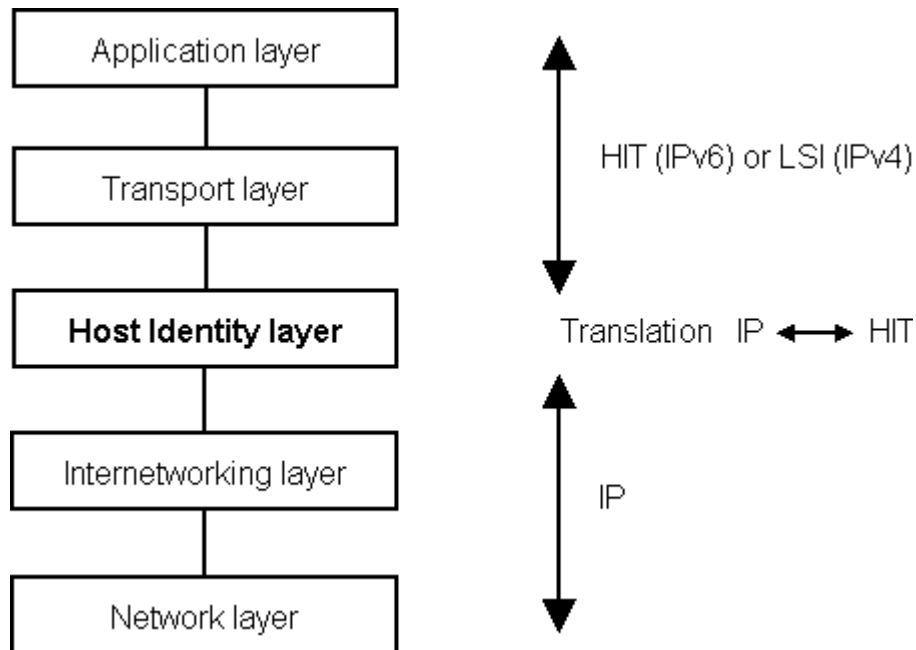 Application layer
Transport layer
HIT (IPv6) or LSI (IPv4)
Host Identity layer
Translation IP HIT
Internetworking layer
IP
Network layer